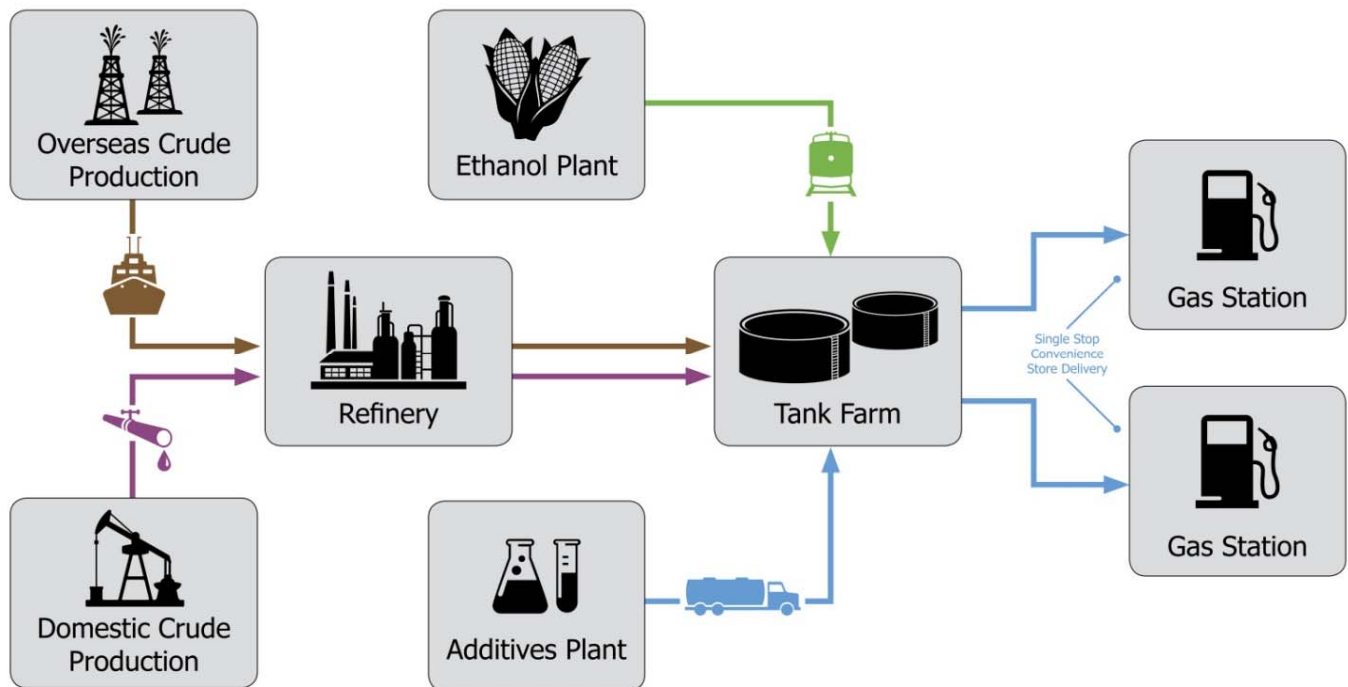 Overseas Crude
Production
Ethanol Plant
Gas Station
Refinery
Tank Farm
Single Stop
Convenience
Store Delivery
Domestic Crude
Production
Additives Plant
Gas Station